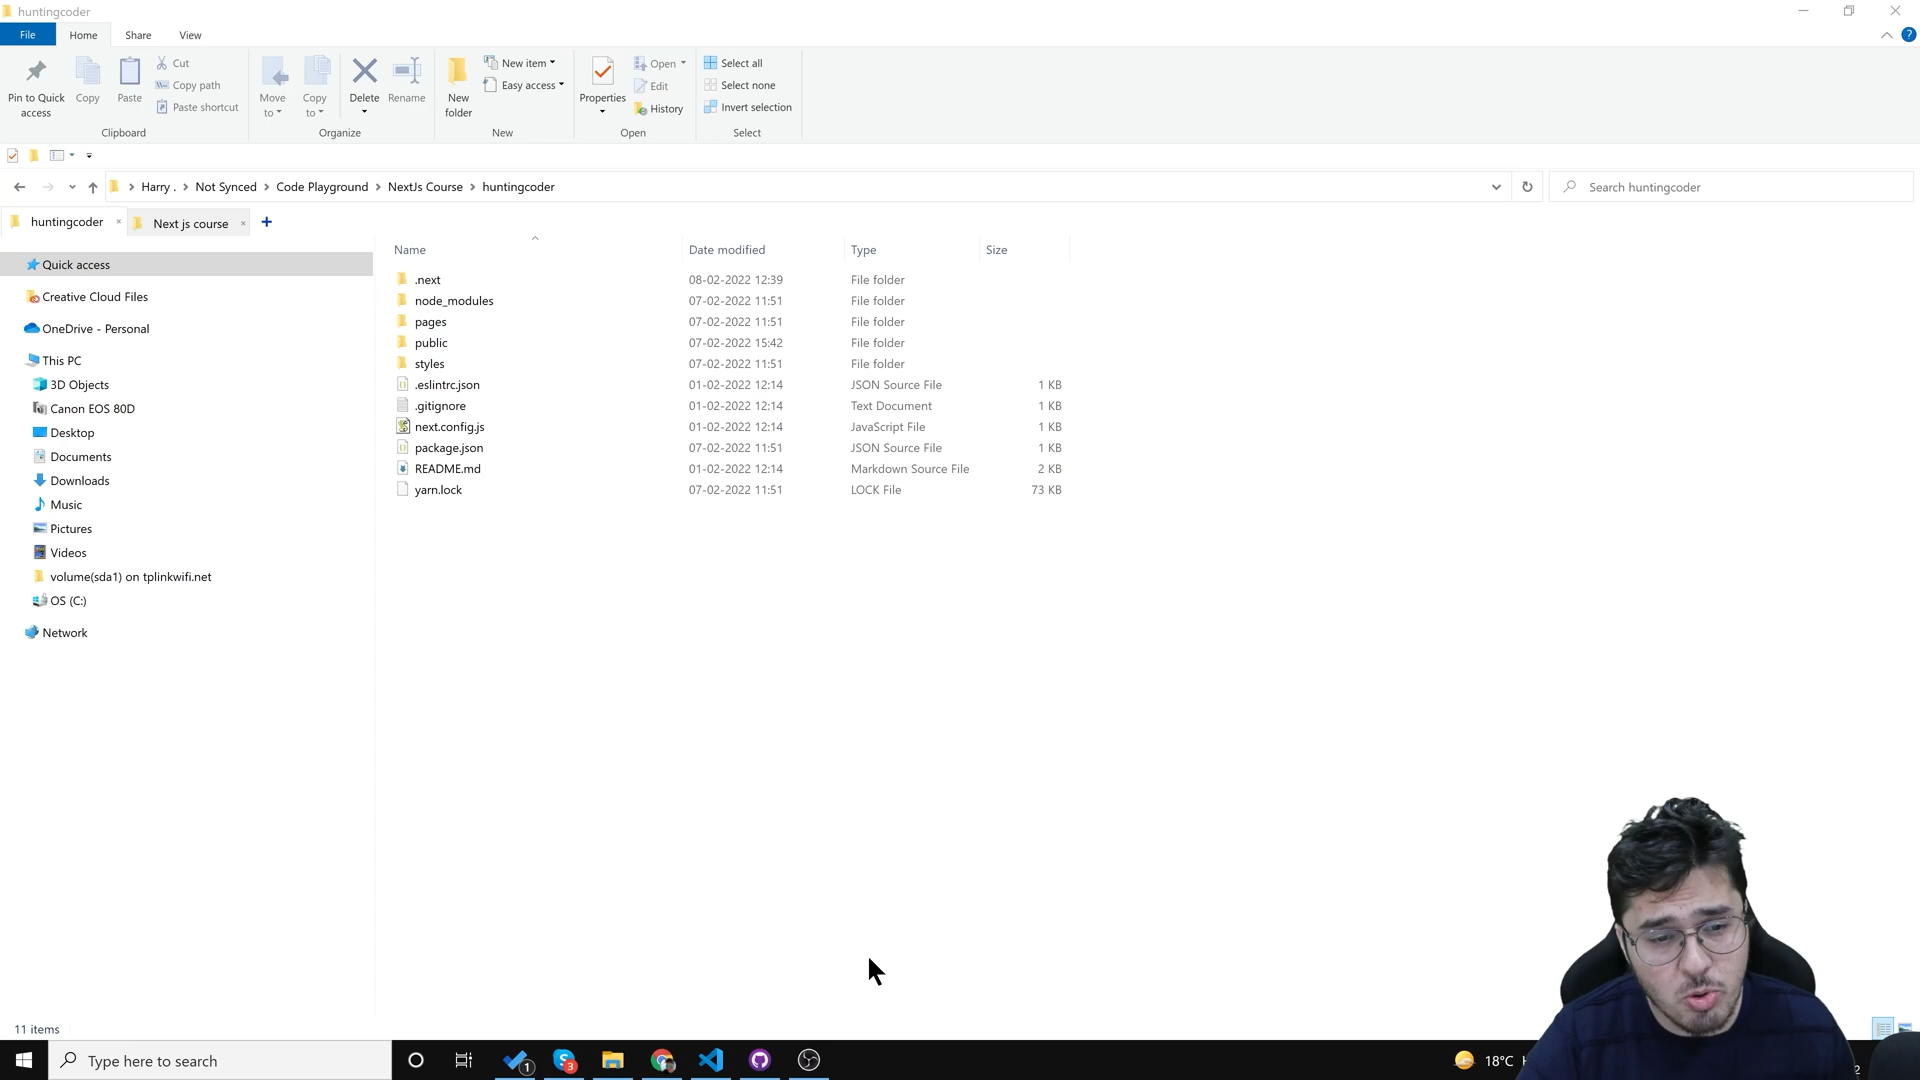 huntingcoder
File Home Share View
Pin to Quick access
Copy
Paste
Cut
Copy path
Paste shortcut
Clipboard
Move to
Copy to
Delete
Rename
Organize
New folder
New item
Easy access
New
Properties
Open
Edit
History
Open
Select all
Select none
Invert selection
Select
Harry . Not Synced Code Playground NextJs Course huntingcoder
Search huntingcoder
huntingcoder Next js course
Quick access
Creative Cloud Files
OneDrive - Personal
This PC
3D Objects
Canon EOS 80D
Desktop
Documents
Downloads
Music
Pictures
Videos
volume(sda1) on tplinkwifi.net
OS (C:)
Network
Name Date modified Type Size
.next 08-02-2022 12:39 File folder
node_modules 07-02-2022 11:51 File folder
pages 07-02-2022 11:51 File folder
public 07-02-2022 15:42 File folder
styles 07-02-2022 11:51 File folder
.eslintrc.json 01-02-2022 12:14 JSON Source File 1 KB
.gitignore 01-02-2022 12:14 Text Document 1 KB
next.config.js 01-02-2022 12:14 JavaScript File 1 KB
package.json 07-02-2022 11:51 JSON Source File 1 KB
README.md 01-02-2022 12:14 Markdown Source File 2 KB
yarn.lock 07-02-2022 11:51 LOCK File 73 KB
11 items
Type here to search
1
3
18°C